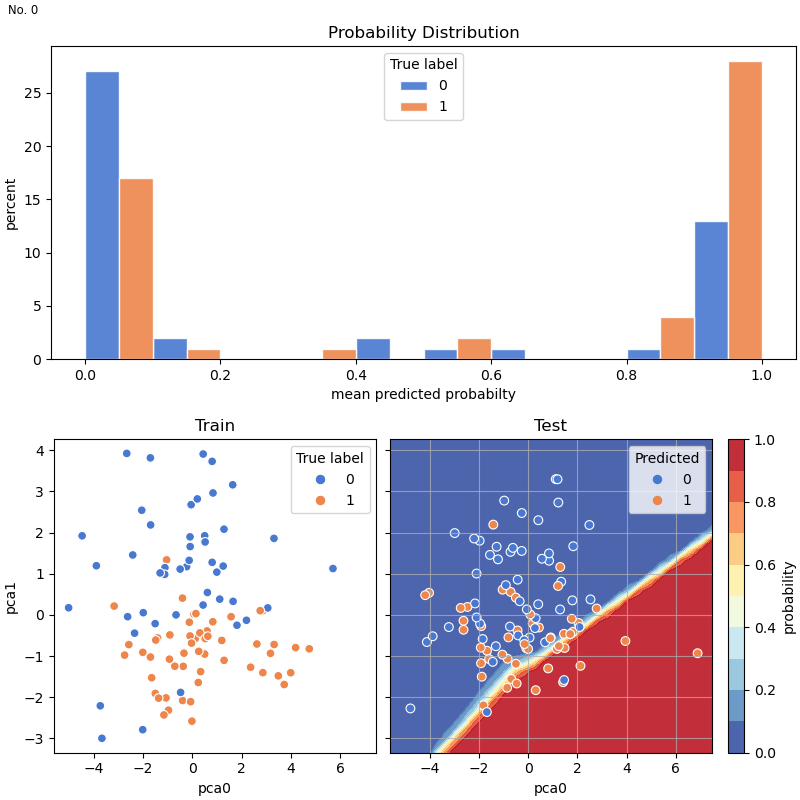 No. 0
Probability Distribution
True label
0
1
percent
25
20
15
10
5
0
0.0 0.2 0.4 0.6 0.8 1.0
mean predicted probabilty
Train
True label
0
1
pca1
4
3
2
1
0
−1
−2
−3
−4 −2 0 2 4 6
pca0
Test
Predicted
0
1
−4 −2 0 2 4 6
pca0
1.0
0.8
0.6
0.4
0.2
0.0
probability